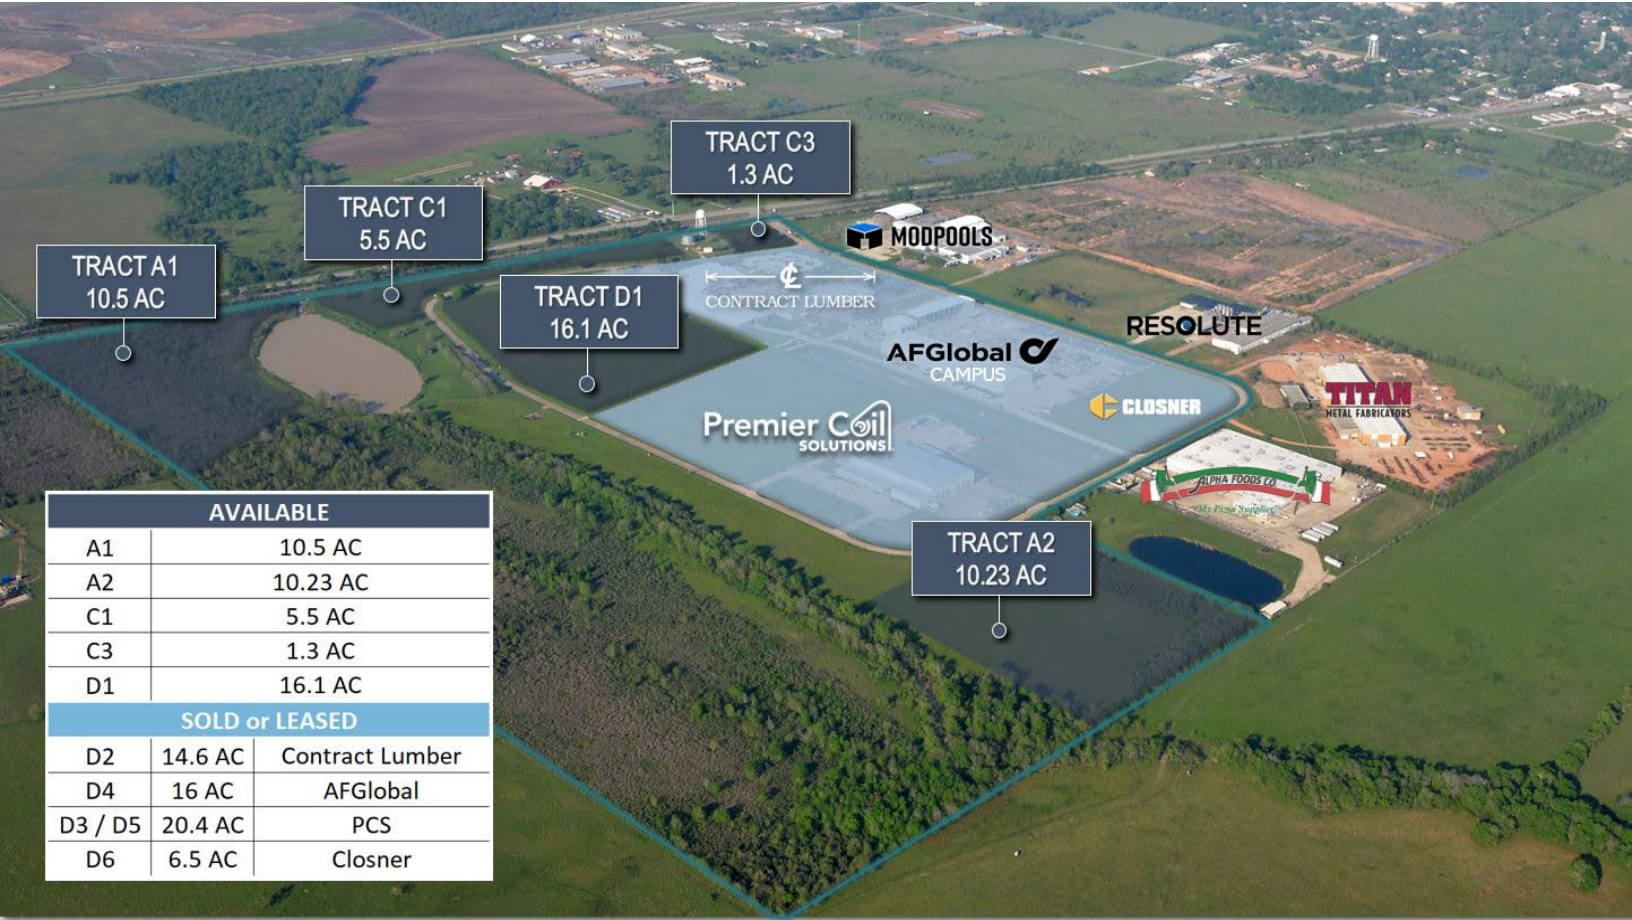 TRACT C3
1.3 AC
TRACT C1
5.5 AC
TRACT A1
10.5 AC
TRACT D1
16.1 AC
MODPOOLS
CL
CONTRACT LUMBER
RESOLUTE
AFGlobal
CAMPUS
CLOSNER
TITAN
METAL FABRICATORS
Premier Coil
SOLUTIONS
ALPHA FOODS CO.
"My Pizza Supplier"
TRACT A2
10.23 AC
AVAILABLE
A1 10.5 AC
A2 10.23 AC
C1 5.5 AC
C3 1.3 AC
D1 16.1 AC
SOLD or LEASED
D2 14.6 AC Contract Lumber
D4 16 AC AFGlobal
D3 / D5 20.4 AC PCS
D6 6.5 AC Closner